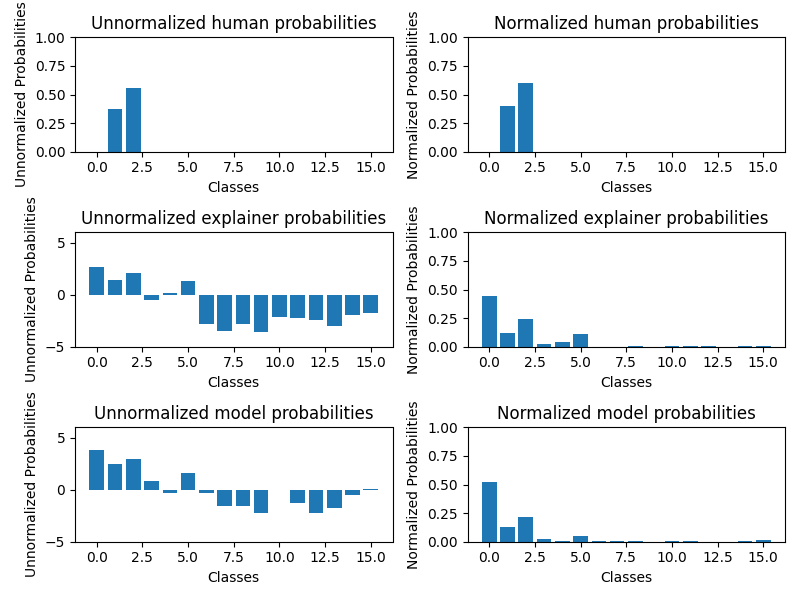 Unnormalized human probabilities
Unnormalized Probabilities
1.00
0.75
0.50
0.25
0.00
0.0 2.5 5.0 7.5 10.0 12.5 15.0
Classes
Normalized human probabilities
Normalized Probabilities
1.00
0.75
0.50
0.25
0.00
0.0 2.5 5.0 7.5 10.0 12.5 15.0
Classes
Unnormalized explainer probabilities
Unnormalized Probabilities
5
0
−5
0.0 2.5 5.0 7.5 10.0 12.5 15.0
Classes
Normalized explainer probabilities
Normalized Probabilities
1.00
0.75
0.50
0.25
0.00
0.0 2.5 5.0 7.5 10.0 12.5 15.0
Classes
Unnormalized model probabilities
Unnormalized Probabilities
5
0
−5
0.0 2.5 5.0 7.5 10.0 12.5 15.0
Classes
Normalized model probabilities
Normalized Probabilities
1.00
0.75
0.50
0.25
0.00
0.0 2.5 5.0 7.5 10.0 12.5 15.0
Classes